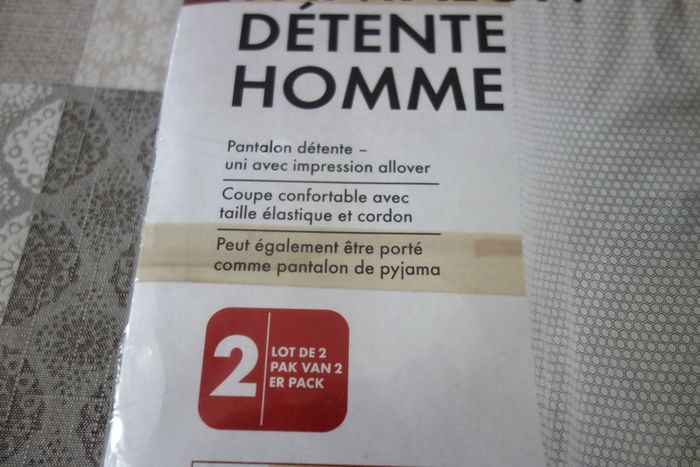 PANTALON
DÉTENTE
HOMME
Pantalon détente –
uni avec impression allover
Coupe confortable avec
taille élastique et cordon
Peut également être porté
comme pantalon de pyjama
2
LOT DE 2
PAK VAN 2
ER PACK